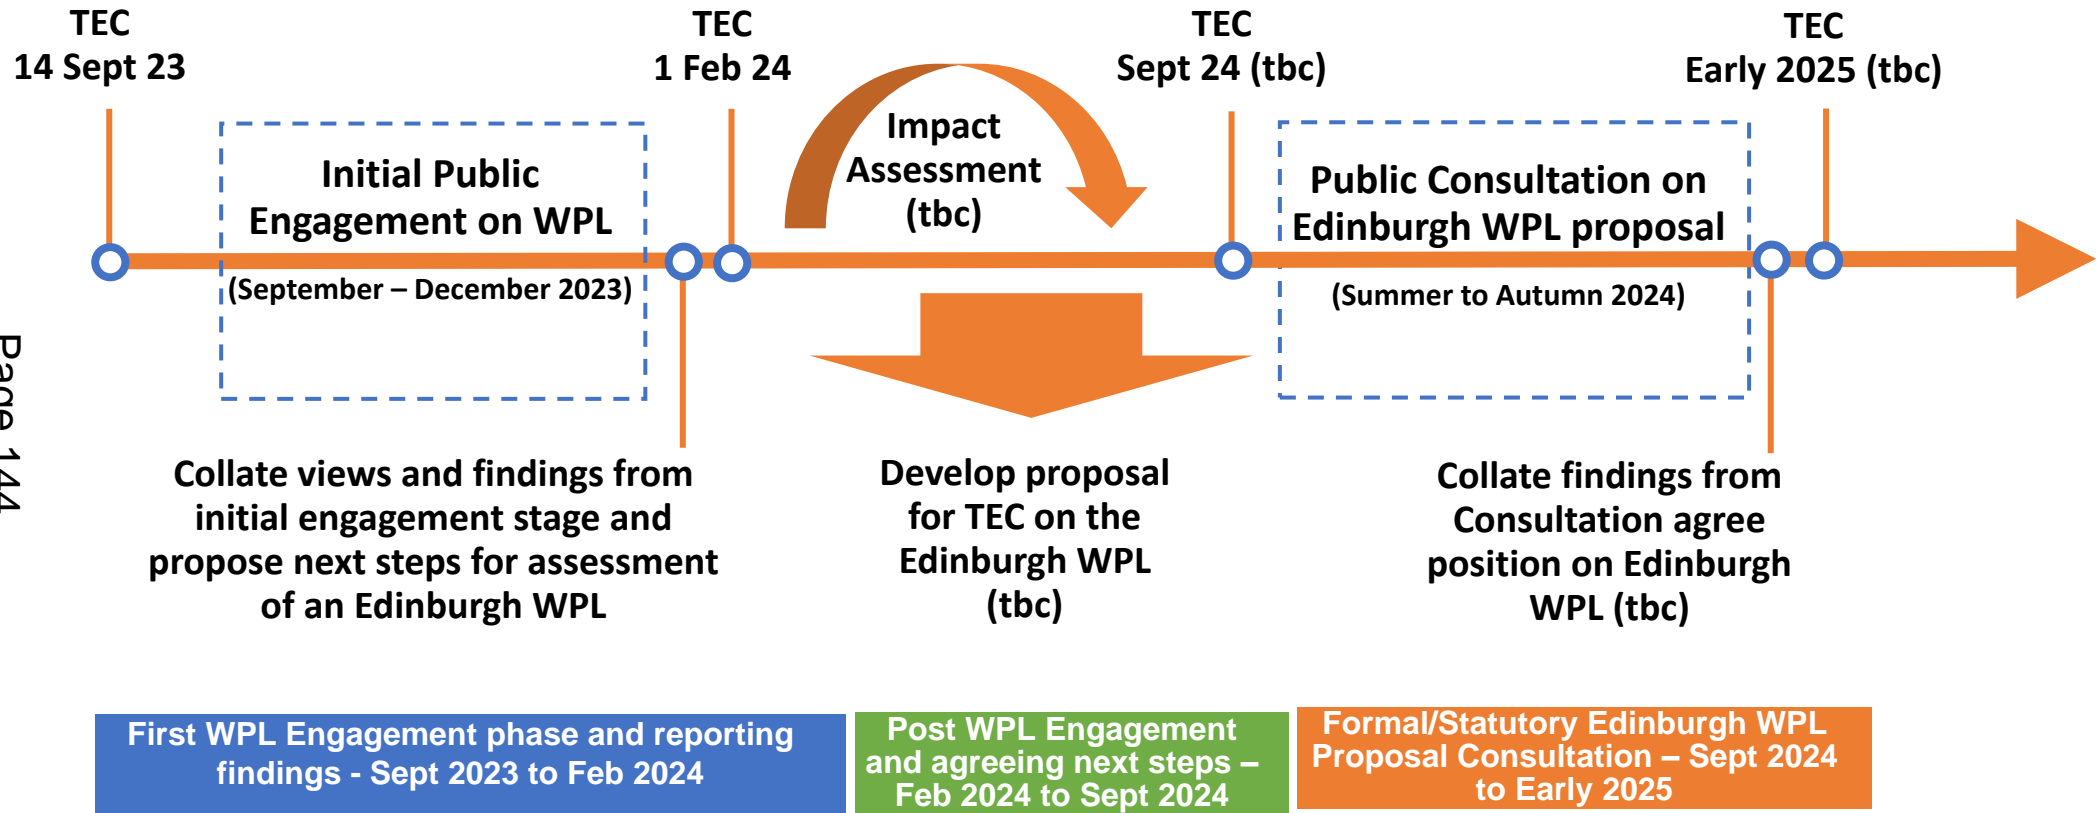 TEC
14 Sept 23
TEC
1 Feb 24
TEC
Sept 24 (tbc)
TEC
Early 2025 (tbc)
Initial Public
Engagement on WPL
(September – December 2023)
Impact
Assessment
(tbc)
Public Consultation on
Edinburgh WPL proposal
(Summer to Autumn 2024)
Page 144
Collate views and findings from
initial engagement stage and
propose next steps for assessment
of an Edinburgh WPL
Develop proposal
for TEC on the
Edinburgh WPL
(tbc)
Collate findings from
Consultation agree
position on Edinburgh
WPL (tbc)
First WPL Engagement phase and reporting
findings - Sept 2023 to Feb 2024
Post WPL Engagement
and agreeing next steps –
Feb 2024 to Sept 2024
Formal/Statutory Edinburgh WPL
Proposal Consultation – Sept 2024
to Early 2025